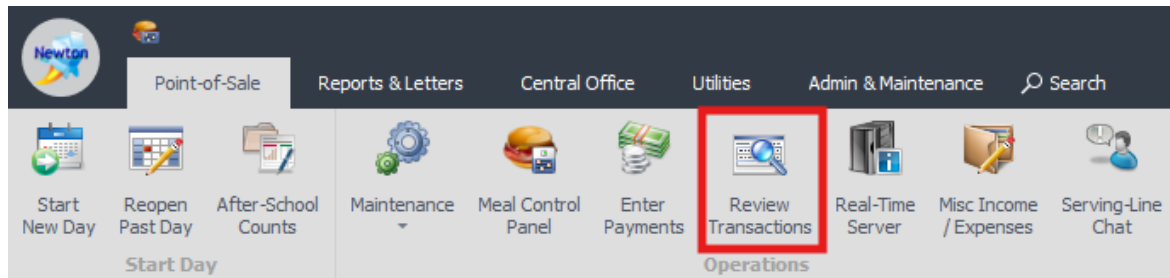 Newton
Point-of-Sale Reports & Letters Central Office Utilities Admin & Maintenance Search
Start Reopen After-School Maintenance Meal Control Enter Review Real-Time Misc Income Serving-Line
New Day Past Day Counts Panel Payments Transactions Server / Expenses Chat
Start Day Operations